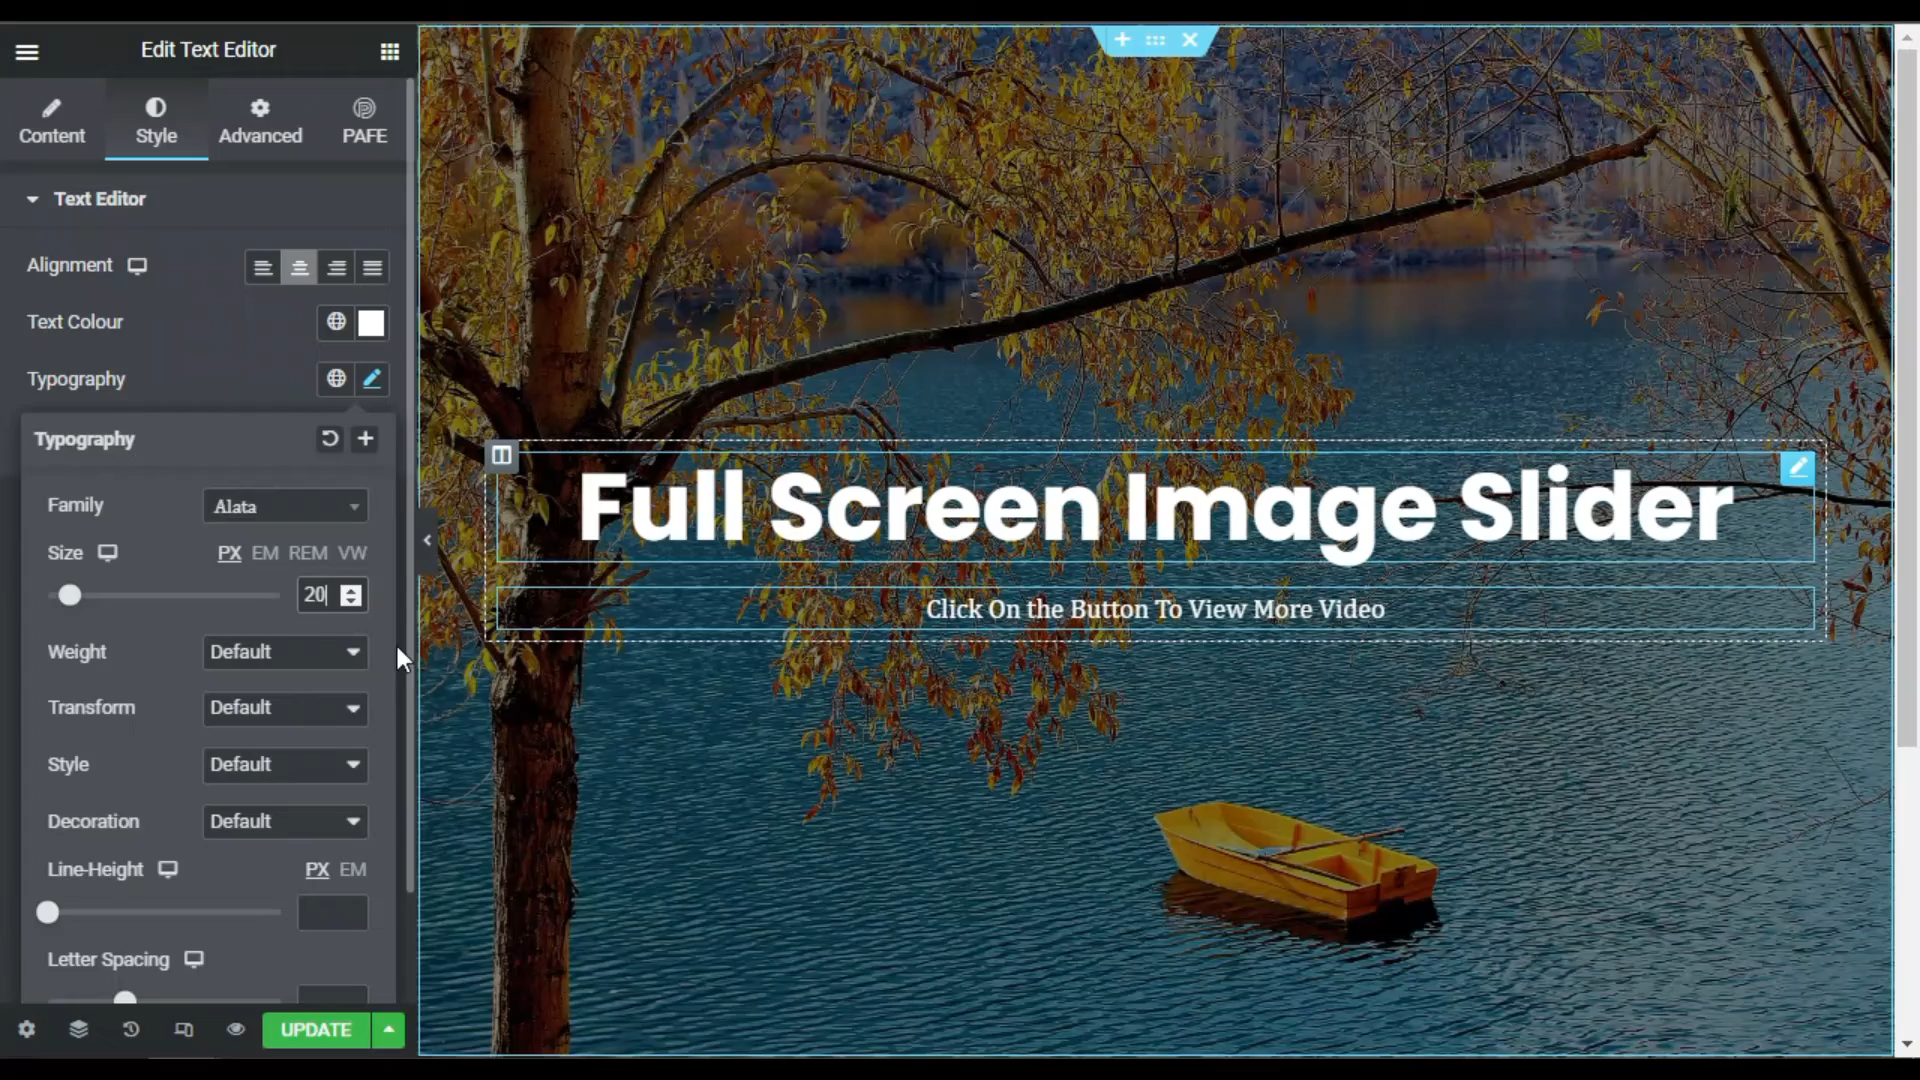 Edit Text Editor
Content
Style
Advanced
PAFE
Text Editor
Alignment
Text Colour
Typography
Typography
Family
Alata
Size
PX EM REM VW
20
Weight
Default
Transform
Default
Style
Default
Decoration
Default
Line-Height
PX EM
Letter Spacing
UPDATE
Full Screen Image Slider
Click On the Button To View More Video